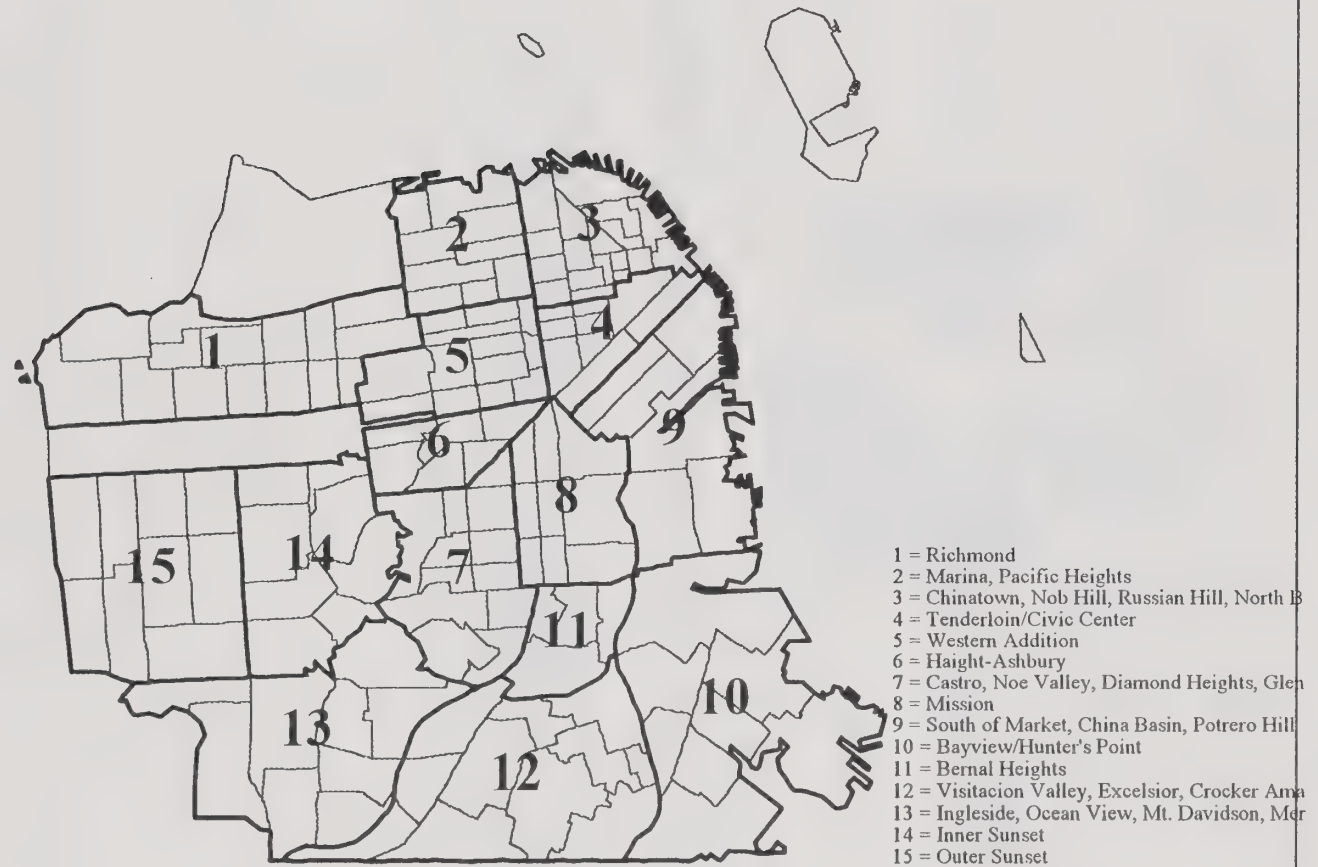 2
3
4
1
5
9
6
8
14
15
7
11
10
13
12
1 = Richmond
2 = Marina, Pacific Heights
3 = Chinatown, Nob Hill, Russian Hill, North B
4 = Tenderloin/Civic Center
5 = Western Addition
6 = Haight-Ashbury
7 = Castro, Noe Valley, Diamond Heights, Glen
8 = Mission
9 = South of Market, China Basin, Potrero Hill
10 = Bayview/Hunter's Point
11 = Bernal Heights
12 = Visitacion Valley, Excelsior, Crocker Ama
13 = Ingleside, Ocean View, Mt. Davidson, Mer
14 = Inner Sunset
15 = Outer Sunset